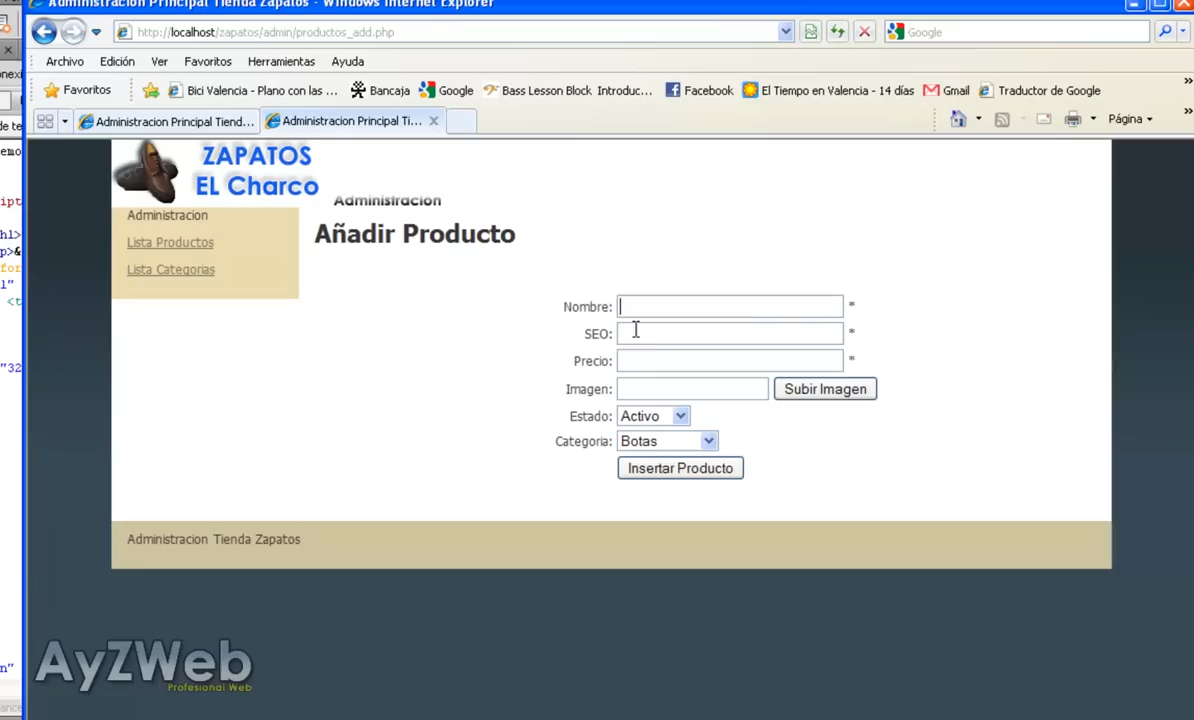 Administración Principal Tienda Zapatos - Windows Internet Explorer
http://localhost/zapatos/admin/productos_add.php
Google
Archivo Edición Ver Favoritos Herramientas Ayuda
Favoritos Bici Valencia - Plano con las ... Bancaja Google Bass Lesson Block Introduc... Facebook El Tiempo en Valencia - 14 días Gmail Traductor de Google
Administracion Principal Tiend... Administracion Principal Ti... Página
ZAPATOS
EL Charco
Administracion
Añadir Producto
Administracion
Lista Productos
Lista Categorias
Nombre: *
SEO: *
Precio: *
Imagen: Subir Imagen
Estado: Activo
Categoria: Botas
Insertar Producto
Administracion Tienda Zapatos
AyZWeb
Profesional Web